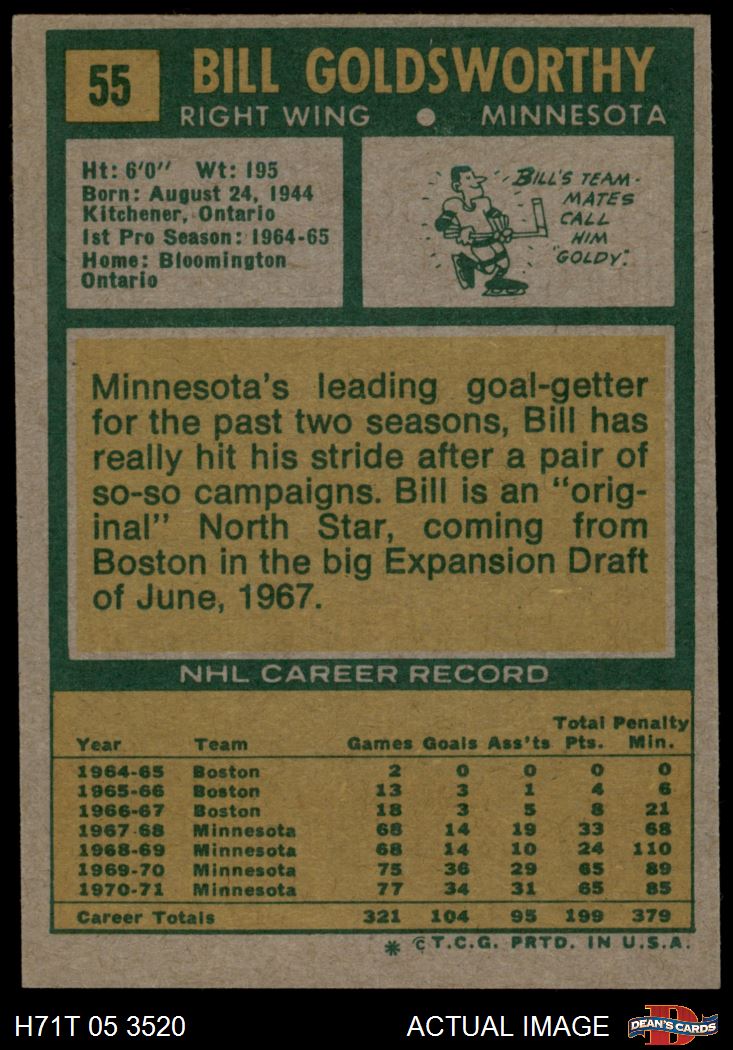 55
BILL GOLDSWORTHY
RIGHT WING • MINNESOTA
Ht: 6'0'' Wt: 195
Born: August 24, 1944
Kitchener, Ontario
1st Pro Season: 1964-65
Home: Bloomington
Ontario
BILL'S TEAM-
MATES
CALL
HIM
"GOLDY".
Minnesota's leading goal-getter
for the past two seasons, Bill has
really hit his stride after a pair of
so-so campaigns. Bill is an "orig-
inal" North Star, coming from
Boston in the big Expansion Draft
of June, 1967.
NHL CAREER RECORD
Total Penalty
Year Team Games Goals Ass'ts Pts. Min.
1964-65 Boston 2 0 0 0 0
1965-66 Boston 13 3 1 4 6
1966-67 Boston 18 3 5 8 21
1967-68 Minnesota 68 14 19 33 68
1968-69 Minnesota 68 14 10 24 110
1969-70 Minnesota 75 36 29 65 89
1970-71 Minnesota 77 34 31 65 85
Career Totals 321 104 95 199 379
* © T.C.G. PRTD. IN U.S.A.
H71T 05 3520 ACTUAL IMAGE
D
DEAN'S CARDS